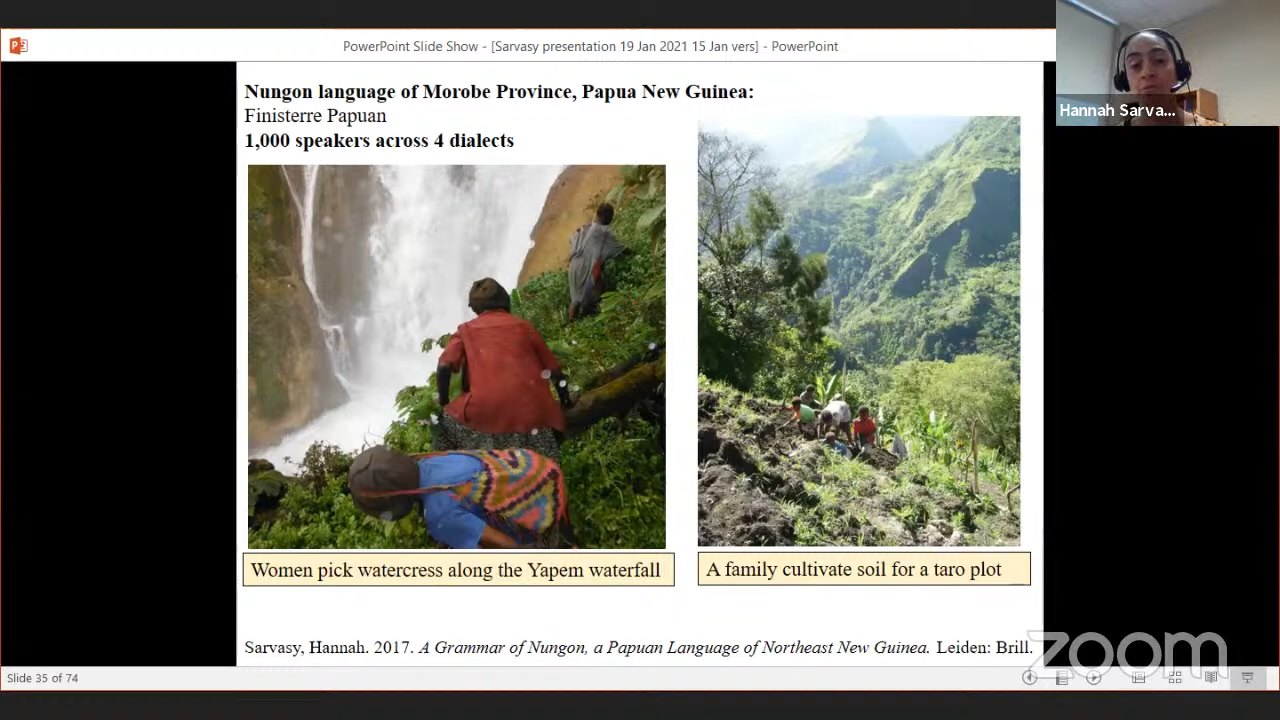 PowerPoint Slide Show - [Sarvasy presentation 19 Jan 2021 15 Jan vers] - PowerPoint
Hannah Sarva...
Nungon language of Morobe Province, Papua New Guinea:
Finisterre Papuan
1,000 speakers across 4 dialects
Women pick watercress along the Yapem waterfall
A family cultivate soil for a taro plot
Sarvasy, Hannah. 2017. A Grammar of Nungon, a Papuan Language of Northeast New Guinea. Leiden: Brill.
zoom
Slide 35 of 74